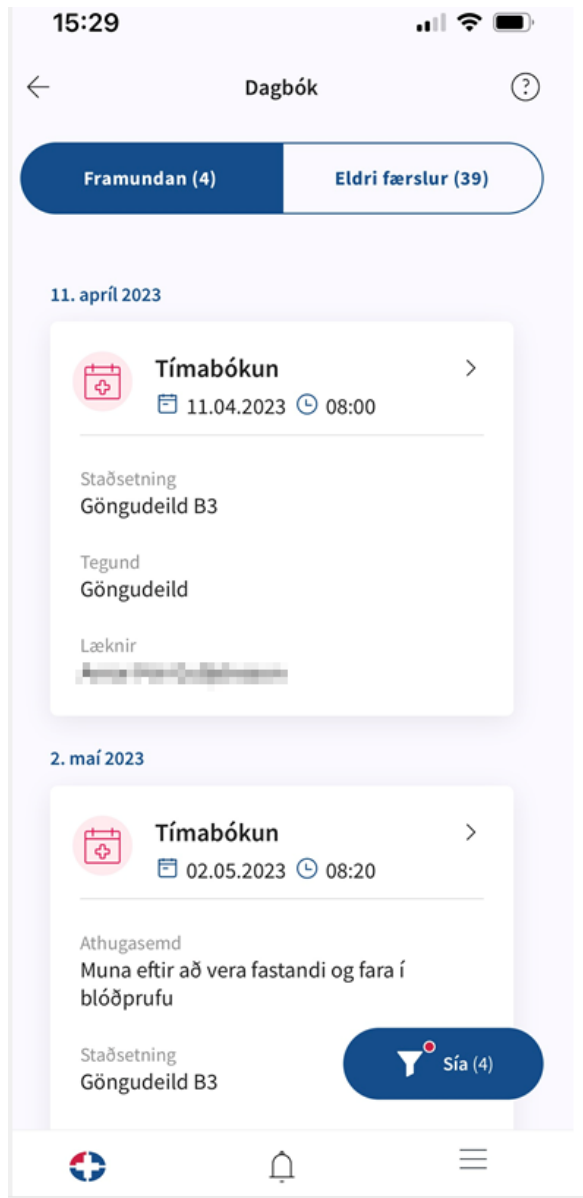 15:29
Dagbók
Framundan (4)
Eldri færslur (39)
11. apríl 2023
Tímabókun
11.04.2023 08:00
Staðsetning
Göngudeild B3
Tegund
Göngudeild
Læknir
2. maí 2023
Tímabókun
02.05.2023 08:20
Athugasemd
Muna eftir að vera fastandi og fara í
blóðprufu
Staðsetning
Göngudeild B3
Sía (4)